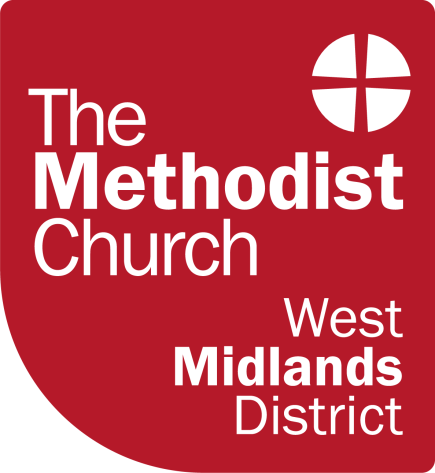 The
Methodist
Church
West
Midlands
District